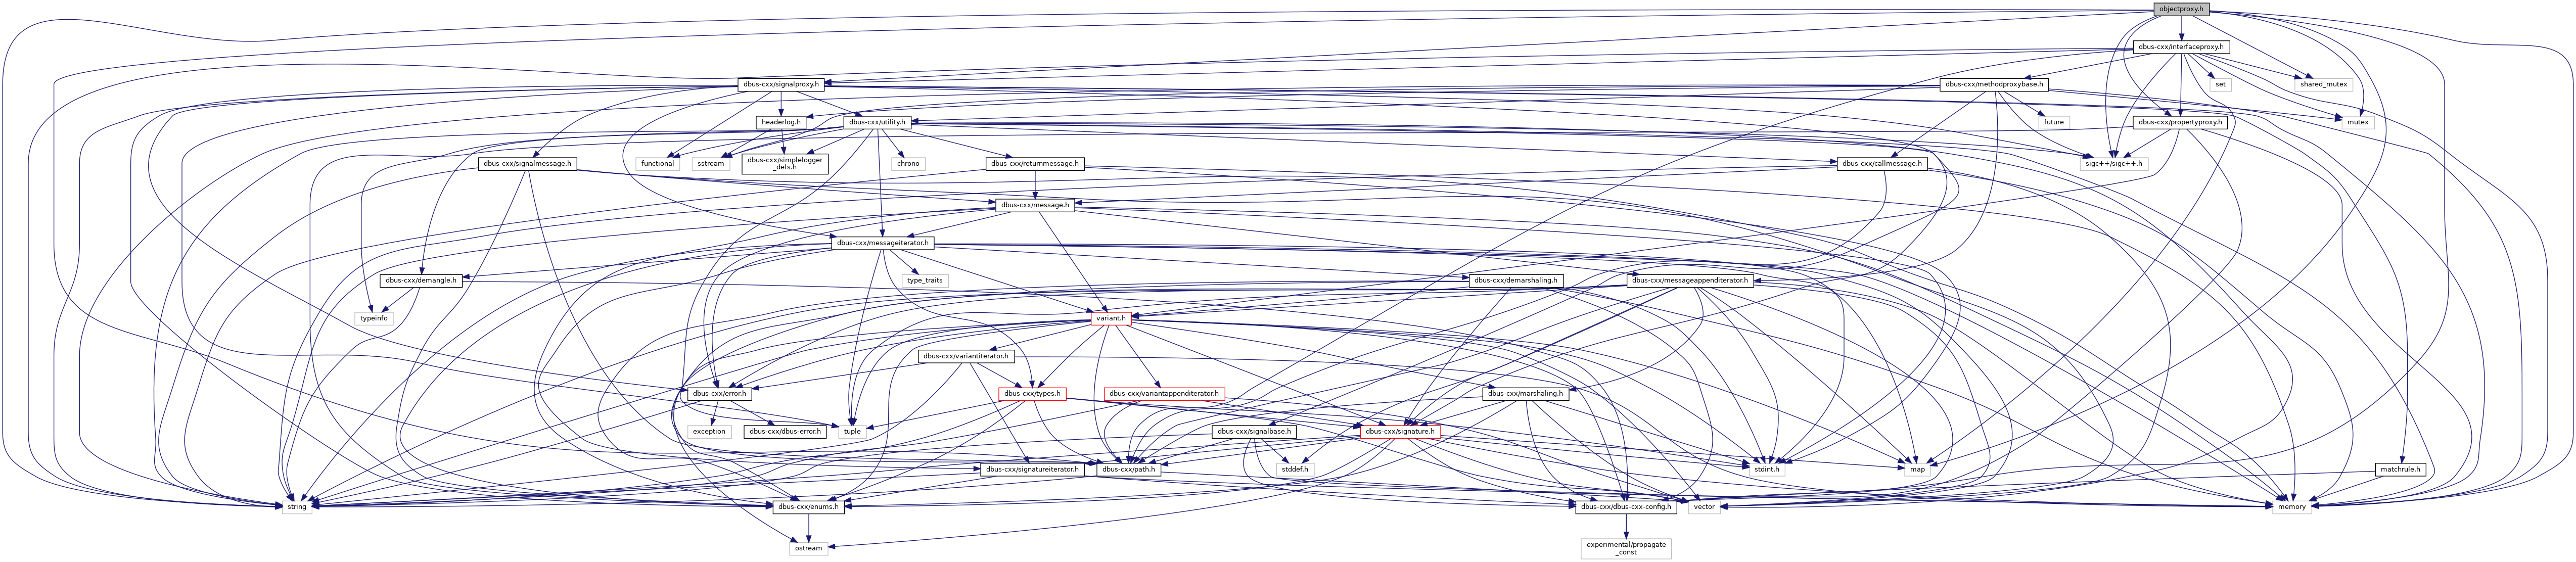 objectproxy.h
dbus-cxx/interfaceproxy.h
dbus-cxx/signalproxy.h
dbus-cxx/methodproxybase.h
set
shared_mutex
headerlog.h
dbus-cxx/utility.h
future
dbus-cxx/propertyproxy.h
mutex
dbus-cxx/signalmessage.h
functional
sstream
dbus-cxx/simplelogger
_defs.h
chrono
dbus-cxx/returnmessage.h
dbus-cxx/callmessage.h
sigc++/sigc++.h
dbus-cxx/message.h
dbus-cxx/messageiterator.h
dbus-cxx/demangle.h
type_traits
dbus-cxx/demarshaling.h
dbus-cxx/messageappenditerator.h
typeinfo
variant.h
dbus-cxx/variantiterator.h
dbus-cxx/error.h
dbus-cxx/types.h
dbus-cxx/variantappenditerator.h
dbus-cxx/marshaling.h
exception
dbus-cxx/dbus-error.h
tuple
dbus-cxx/signalbase.h
dbus-cxx/signature.h
dbus-cxx/signatureiterator.h
dbus-cxx/path.h
stddef.h
stdint.h
map
matchrule.h
string
dbus-cxx/enums.h
dbus-cxx/dbus-cxx-config.h
vector
memory
ostream
experimental/propagate
_const